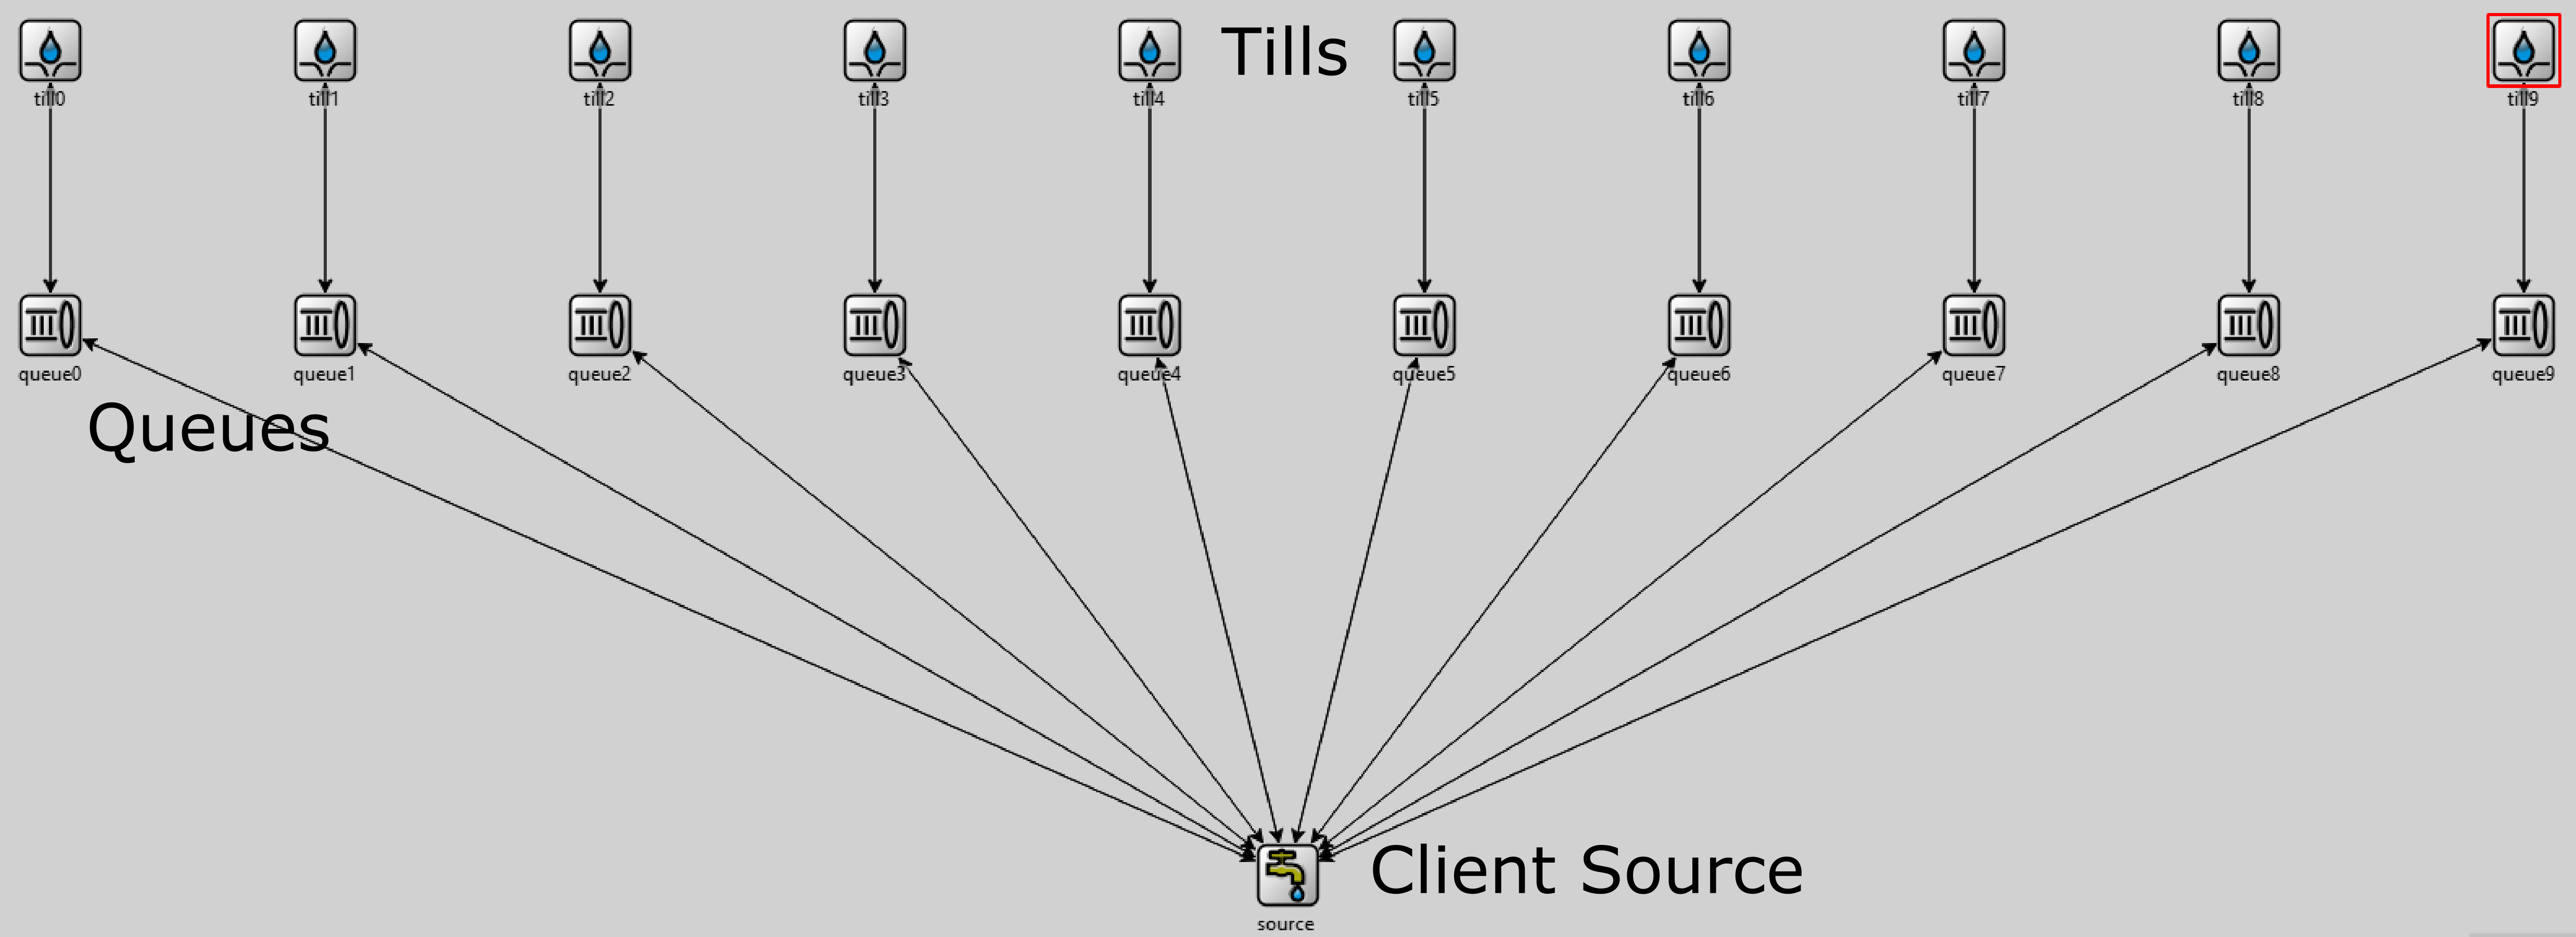 Tills
till0 till1 till2 till3 till4 till5 till6 till7 till8 till9
queue0 queue1 queue2 queue3 queue4 queue5 queue6 queue7 queue8 queue9
Queues
Client Source
source